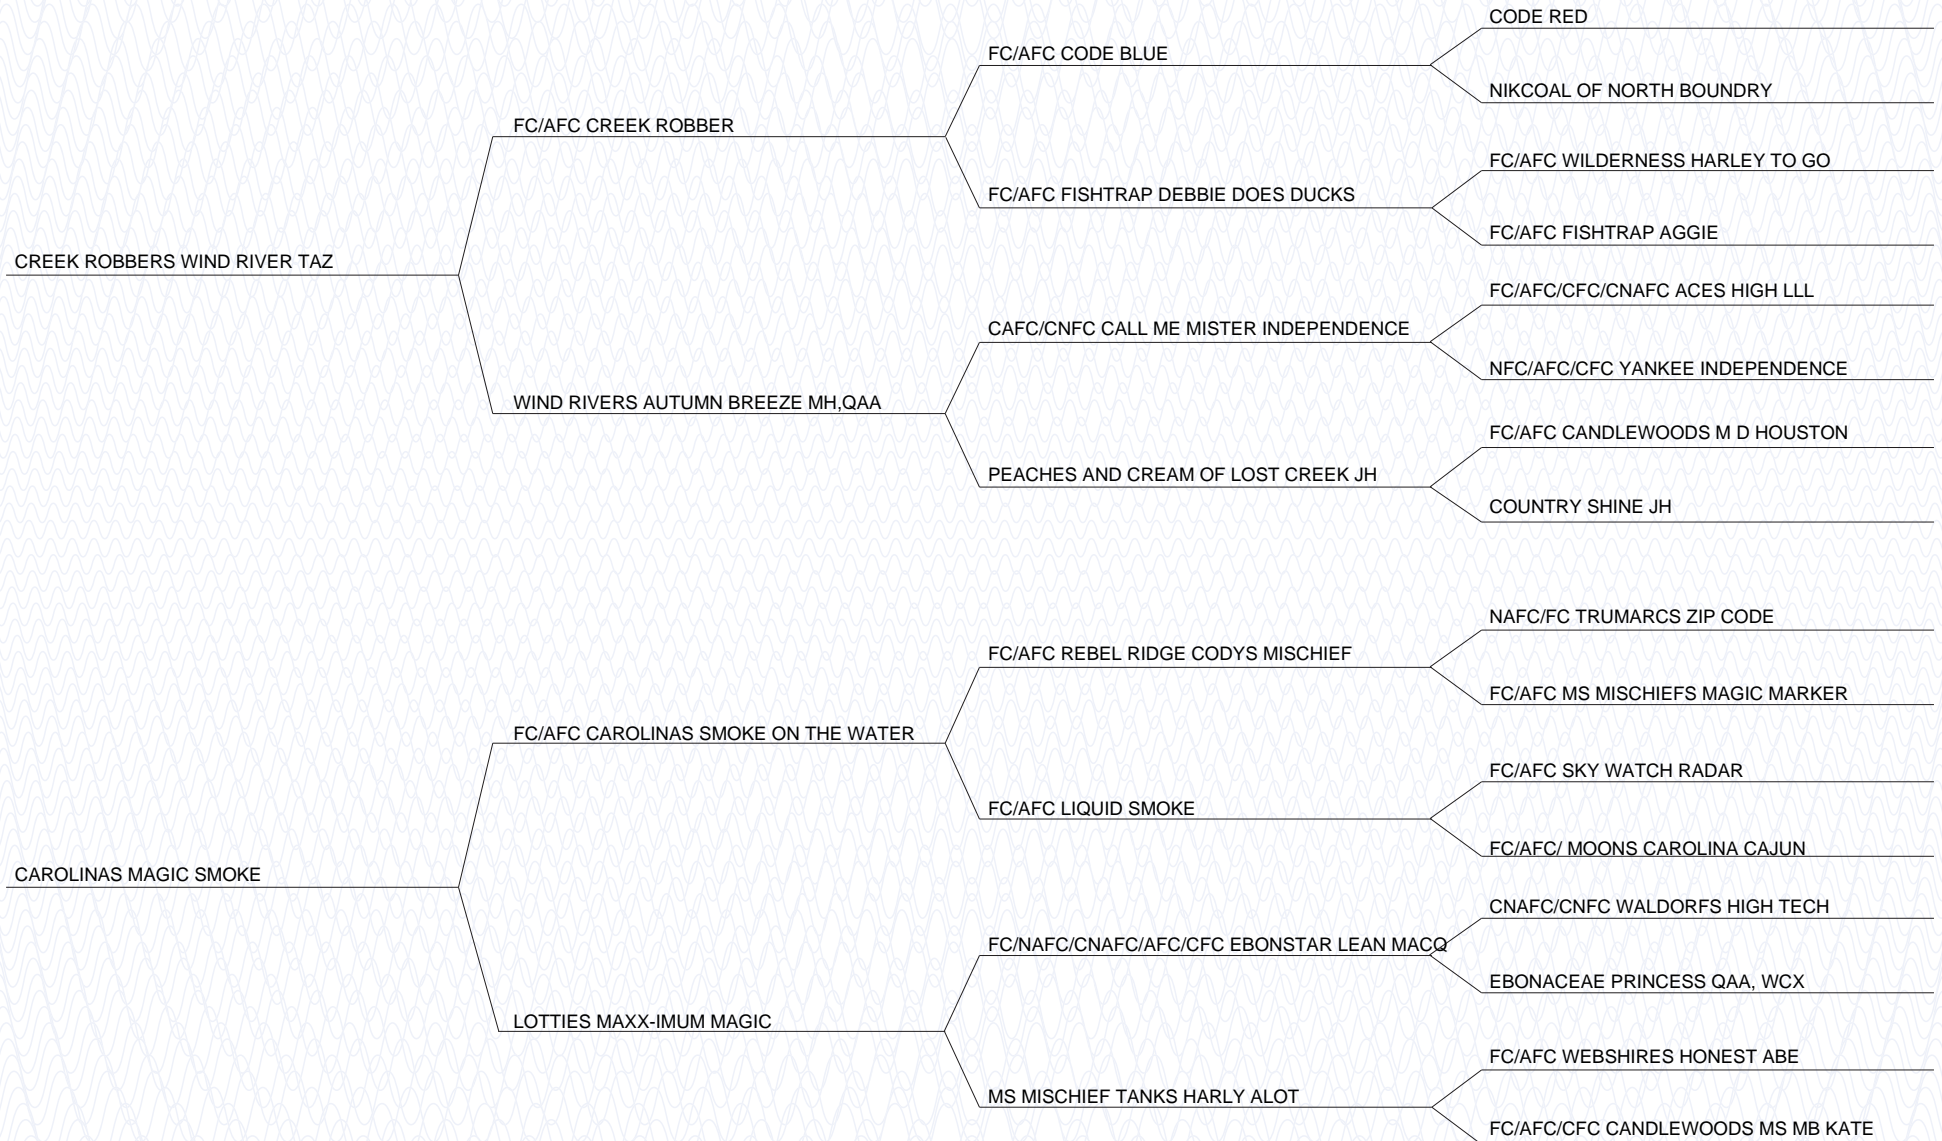 CODE RED
FC/AFC CODE BLUE
NIKCOAL OF NORTH BOUNDRY
FC/AFC CREEK ROBBER
FC/AFC WILDERNESS HARLEY TO GO
FC/AFC FISHTRAP DEBBIE DOES DUCKS
FC/AFC FISHTRAP AGGIE
CREEK ROBBERS WIND RIVER TAZ
FC/AFC/CFC/CNAFC ACES HIGH LLL
CAFC/CNFC CALL ME MISTER INDEPENDENCE
NFC/AFC/CFC YANKEE INDEPENDENCE
WIND RIVERS AUTUMN BREEZE MH,QAA
FC/AFC CANDLEWOODS M D HOUSTON
PEACHES AND CREAM OF LOST CREEK JH
COUNTRY SHINE JH
NAFC/FC TRUMARCS ZIP CODE
FC/AFC REBEL RIDGE CODYS MISCHIEF
FC/AFC MS MISCHIEFS MAGIC MARKER
FC/AFC CAROLINAS SMOKE ON THE WATER
FC/AFC SKY WATCH RADAR
FC/AFC LIQUID SMOKE
FC/AFC/ MOONS CAROLINA CAJUN
CAROLINAS MAGIC SMOKE
CNAFC/CNFC WALDORFS HIGH TECH
FC/NAFC/CNAFC/AFC/CFC EBONSTAR LEAN MACQ
EBONACEAE PRINCESS QAA, WCX
LOTTIES MAXX-IMUM MAGIC
FC/AFC WEBSHIRES HONEST ABE
MS MISCHIEF TANKS HARLY ALOT
FC/AFC/CFC CANDLEWOODS MS MB KATE